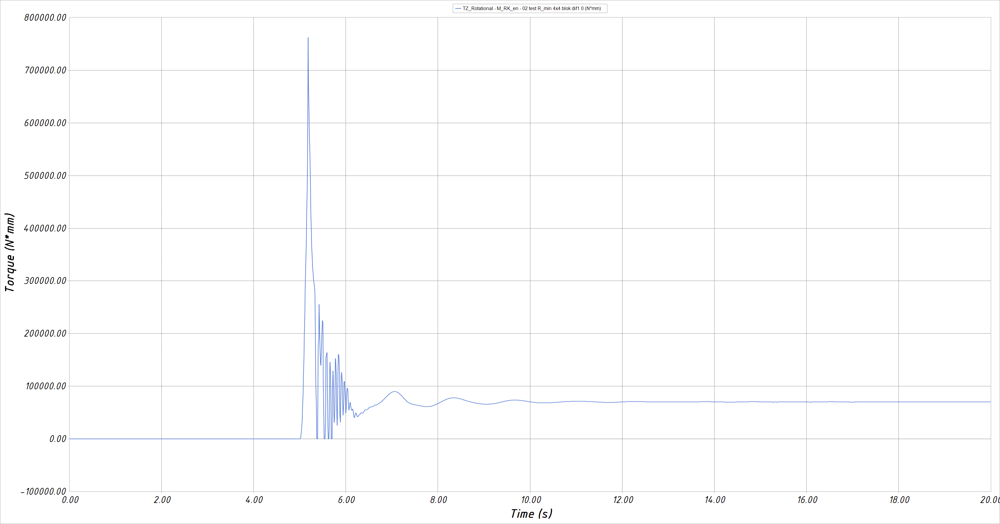 TZ_Rotational - M_RK_en - 02 test R_min 4x4 blok dif1 0 (N*mm)
800000.00
700000.00
600000.00
500000.00
400000.00
300000.00
200000.00
100000.00
0.00
-100000.00
Torque (N*mm)
0.00 2.00 4.00 6.00 8.00 10.00 12.00 14.00 16.00 18.00 20.00
Time (s)